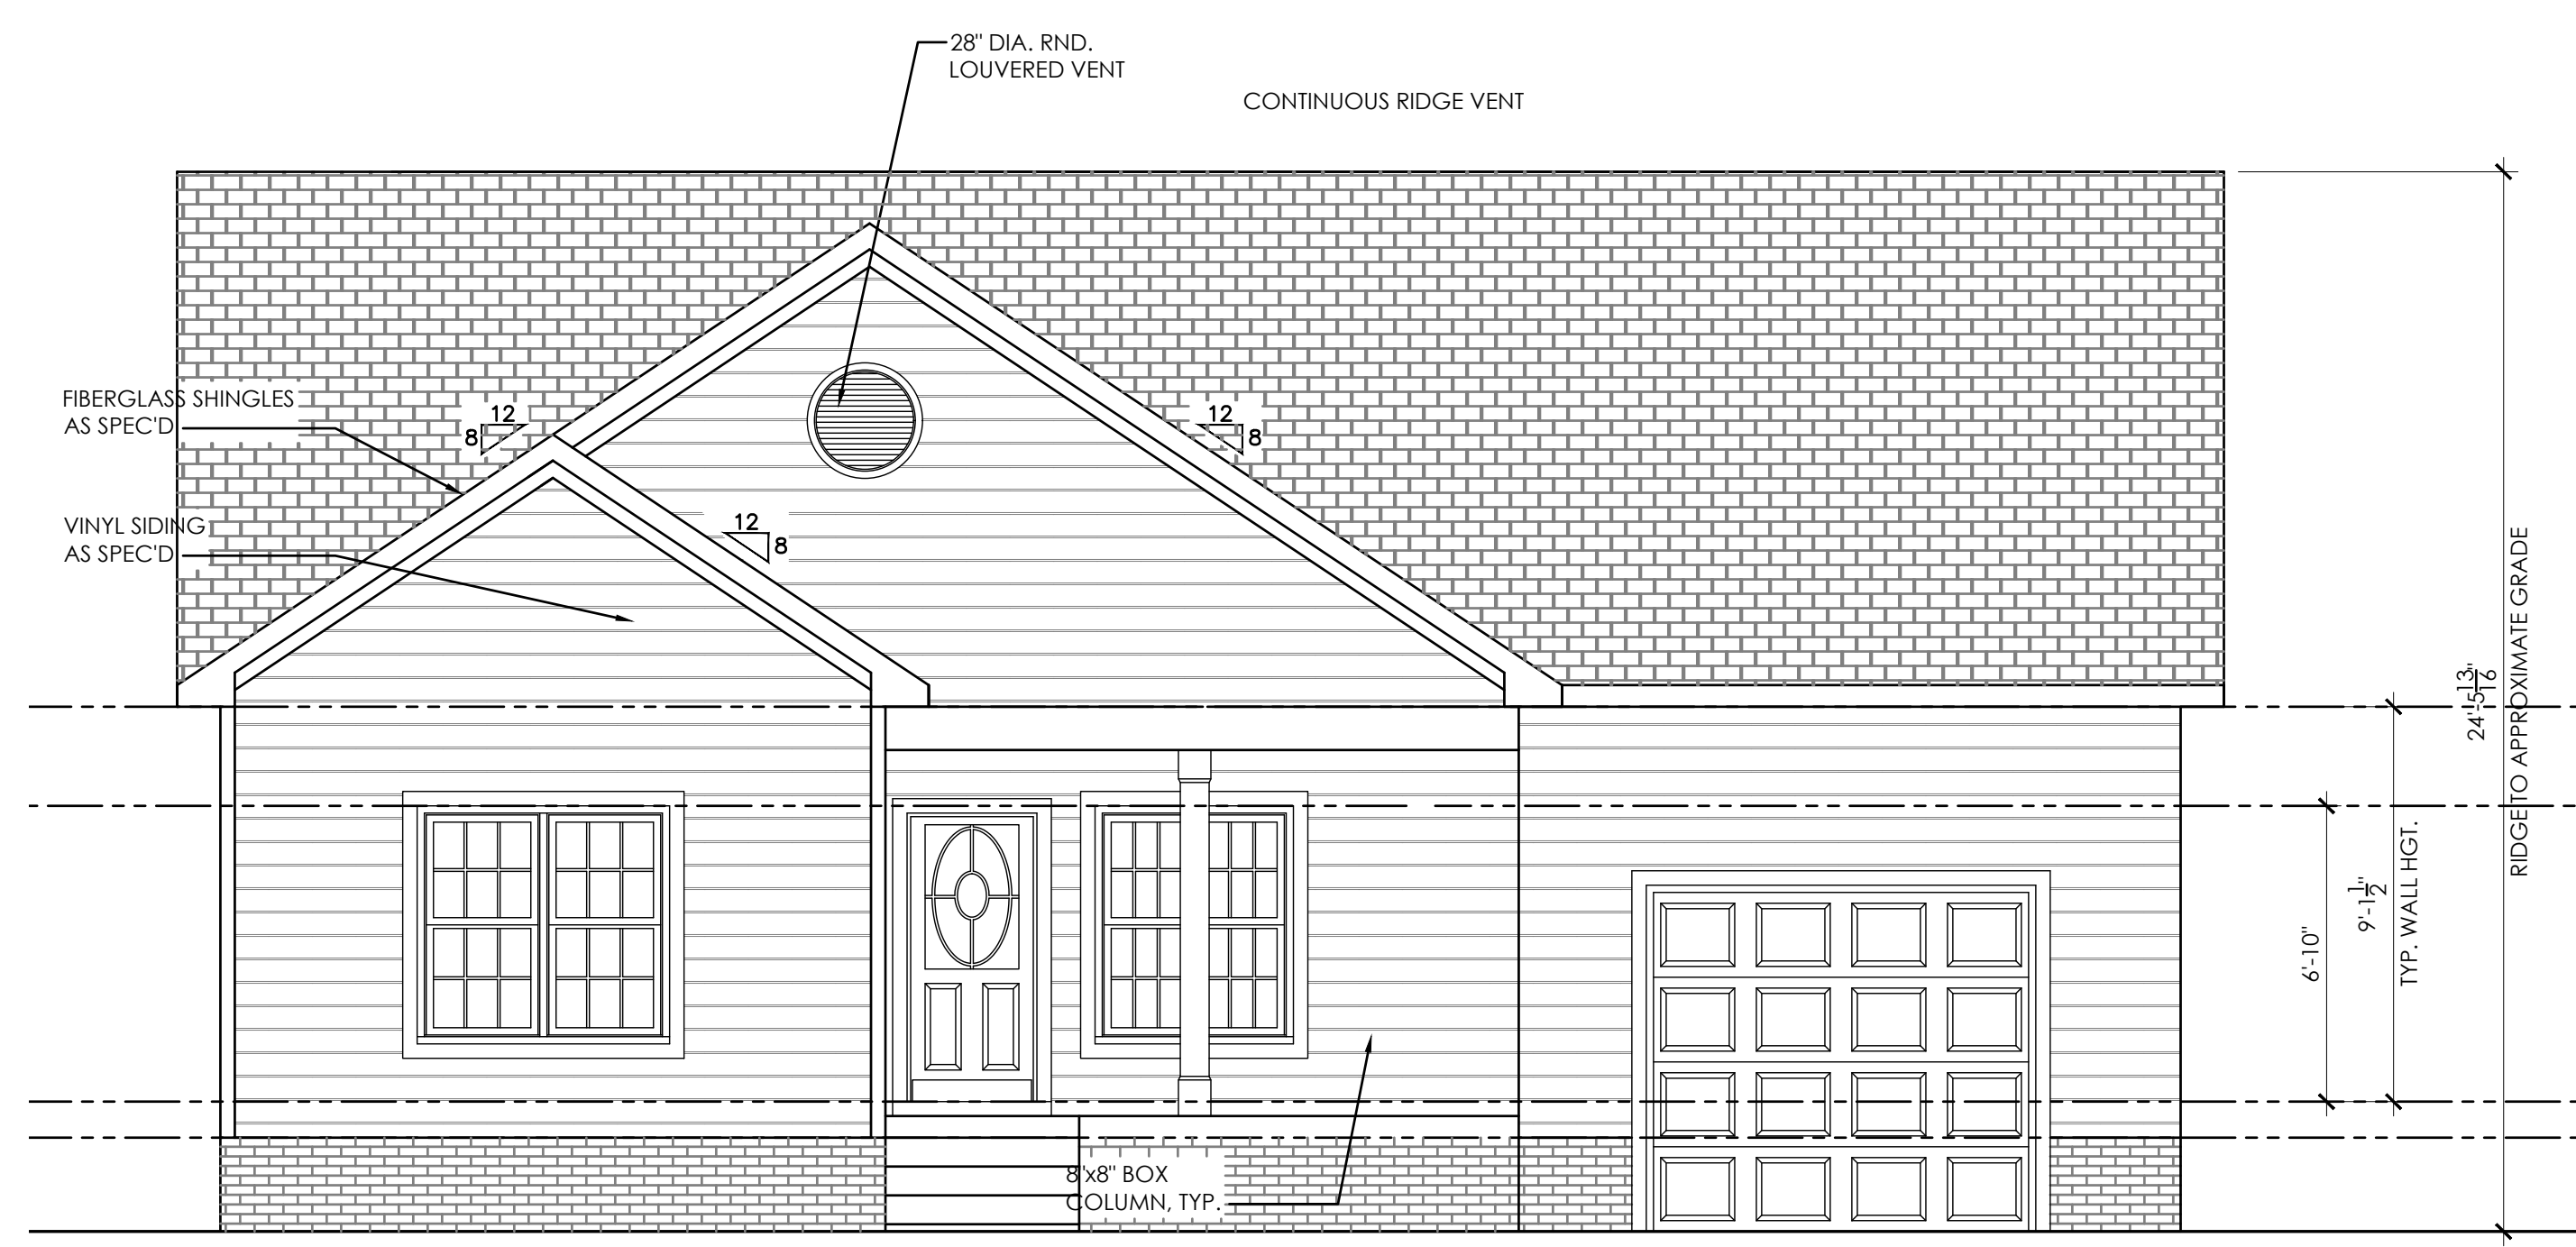 28" DIA. RND.
LOUVERED VENT
CONTINUOUS RIDGE VENT
FIBERGLASS SHINGLES
AS SPEC'D
12
8
12
8
VINYL SIDING
AS SPEC'D
12
8
24'-5 13/16"
RIDGE TO APPROXIMATE GRADE
9'-1 1/2"
TYP. WALL HGT.
6'-10"
8"x8" BOX
COLUMN, TYP.